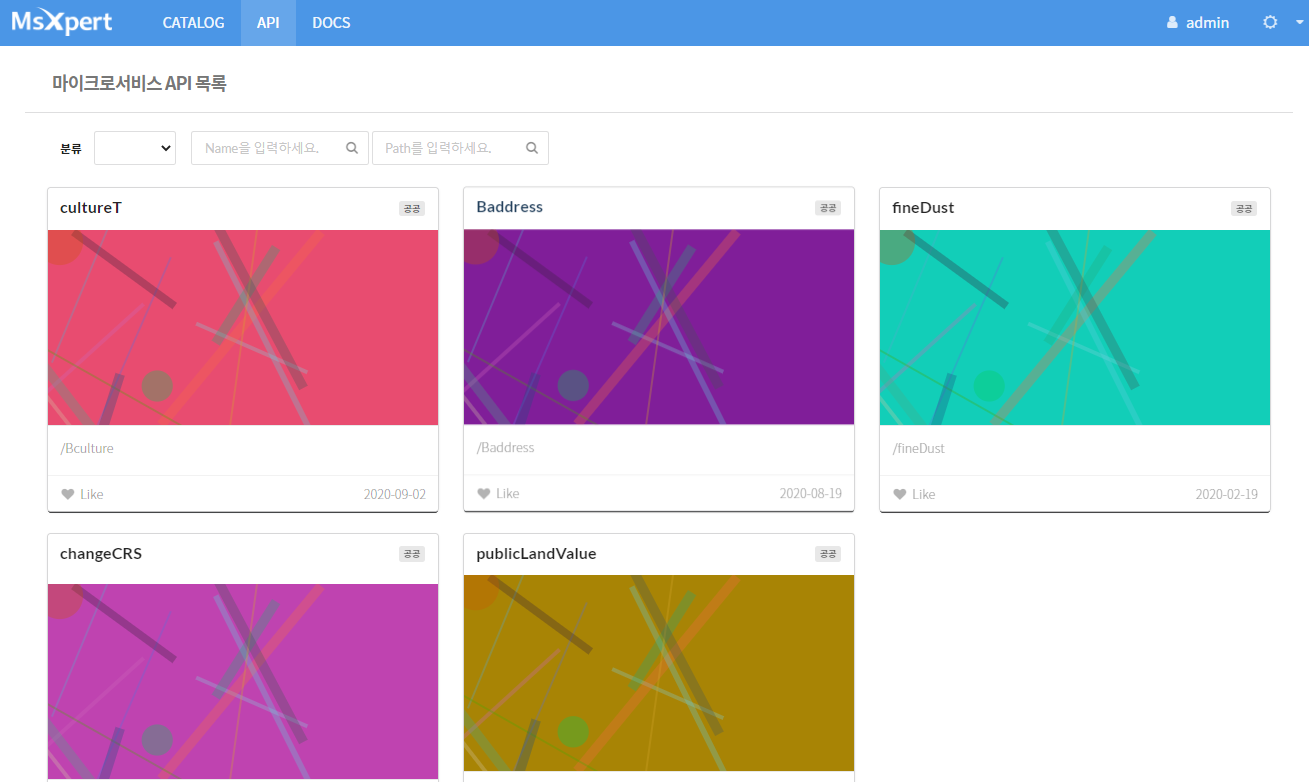 MsXpert CATALOG API DOCS admin
마이크로서비스 API 목록
분류 Name을 입력하세요. Path를 입력하세요.
cultureT 공공
/Bculture
Like 2020-09-02
Baddress 공공
/Baddress
Like 2020-08-19
fineDust 공공
/fineDust
Like 2020-02-19
changeCRS 공공
publicLandValue 공공